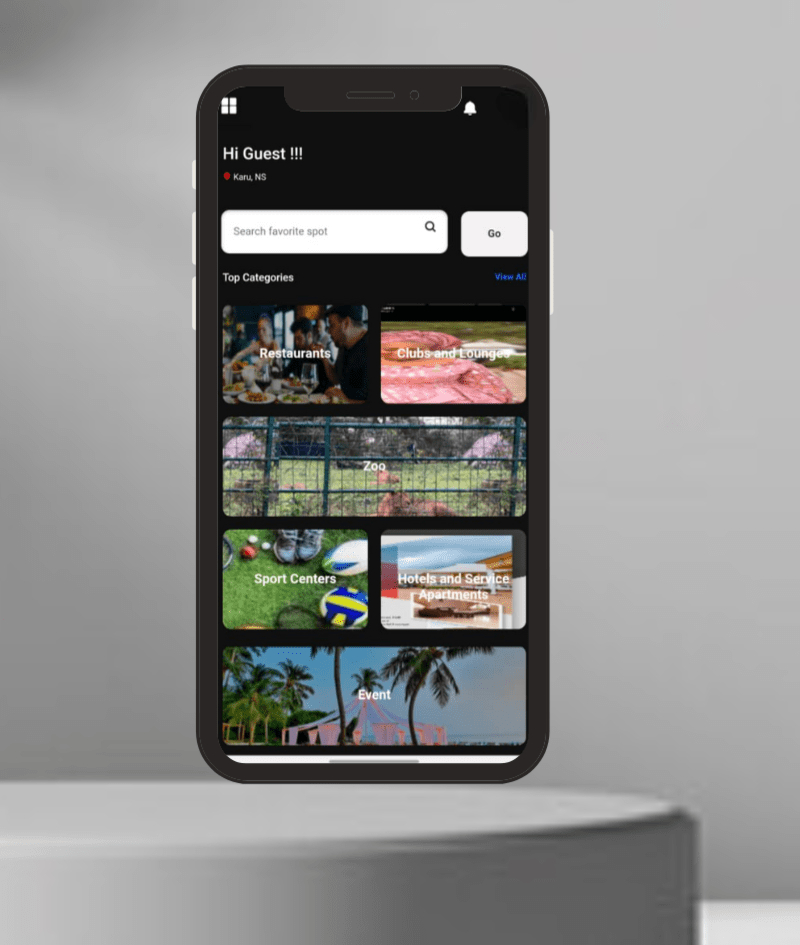 Hi Guest !!!
Karu, NS
Search favorite spot
Go
Top Categories
View All
Restaurants
Clubs and Lounges
Zoo
Sport Centers
Hotels and Service
Apartments
Event